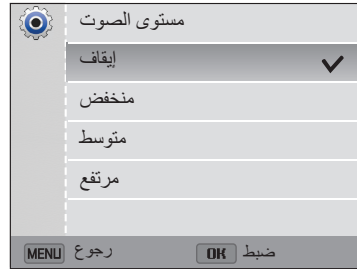 مستوى الصوت
إيقاف
منخفض
متوسط
مرتفع
ضبط OK رجوع MENU